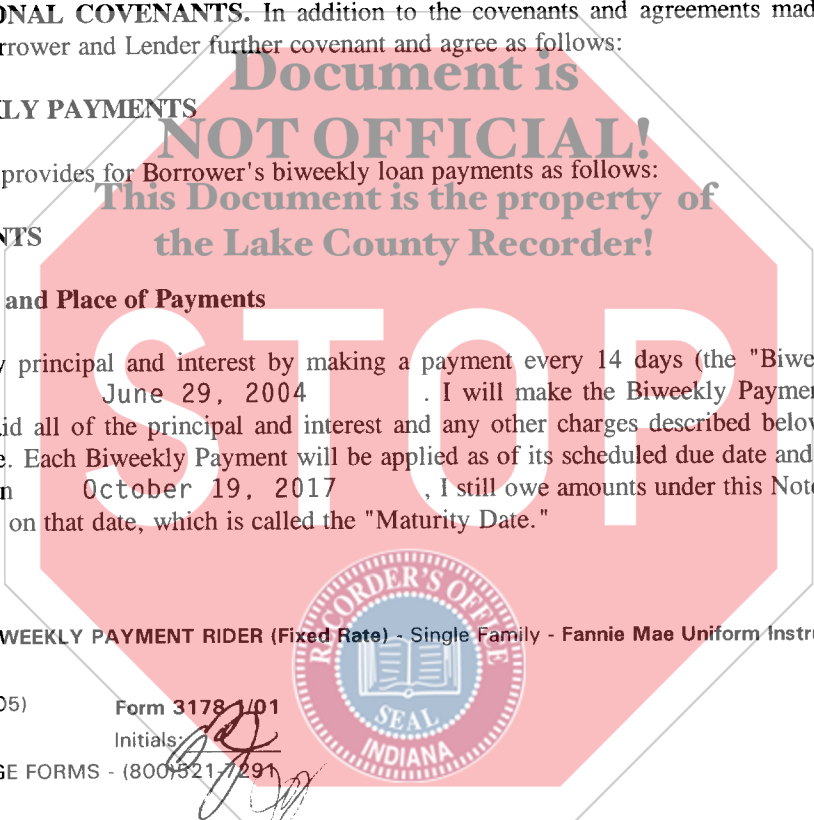 ONAL COVENANTS. In addition to the covenants and agreements mad
rrower and Lender further covenant and agree as follows:
Document is
LY PAYMENTS
NOT OFFICIAL!
provides for Borrower's biweekly loan payments as follows:
This Document is the property of
NTS
the Lake County Recorder!
and Place of Payments
STOP
y principal and interest by making a payment every 14 days (the "Biwe
June 29, 2004 . I will make the Biweekly Paymen
id all of the principal and interest and any other charges described below
e. Each Biweekly Payment will be applied as of its scheduled due date and
n October 19, 2017 , I still owe amounts under this Note
on that date, which is called the "Maturity Date."
RECORDER'S OFFICE
WEEKLY PAYMENT RIDER (Fixed Rate) - Single Family - Fannie Mae Uniform Instru
05) Form 3178 1/01
SEAL
Initials:
INDIANA
GE FORMS - (800)521-7291